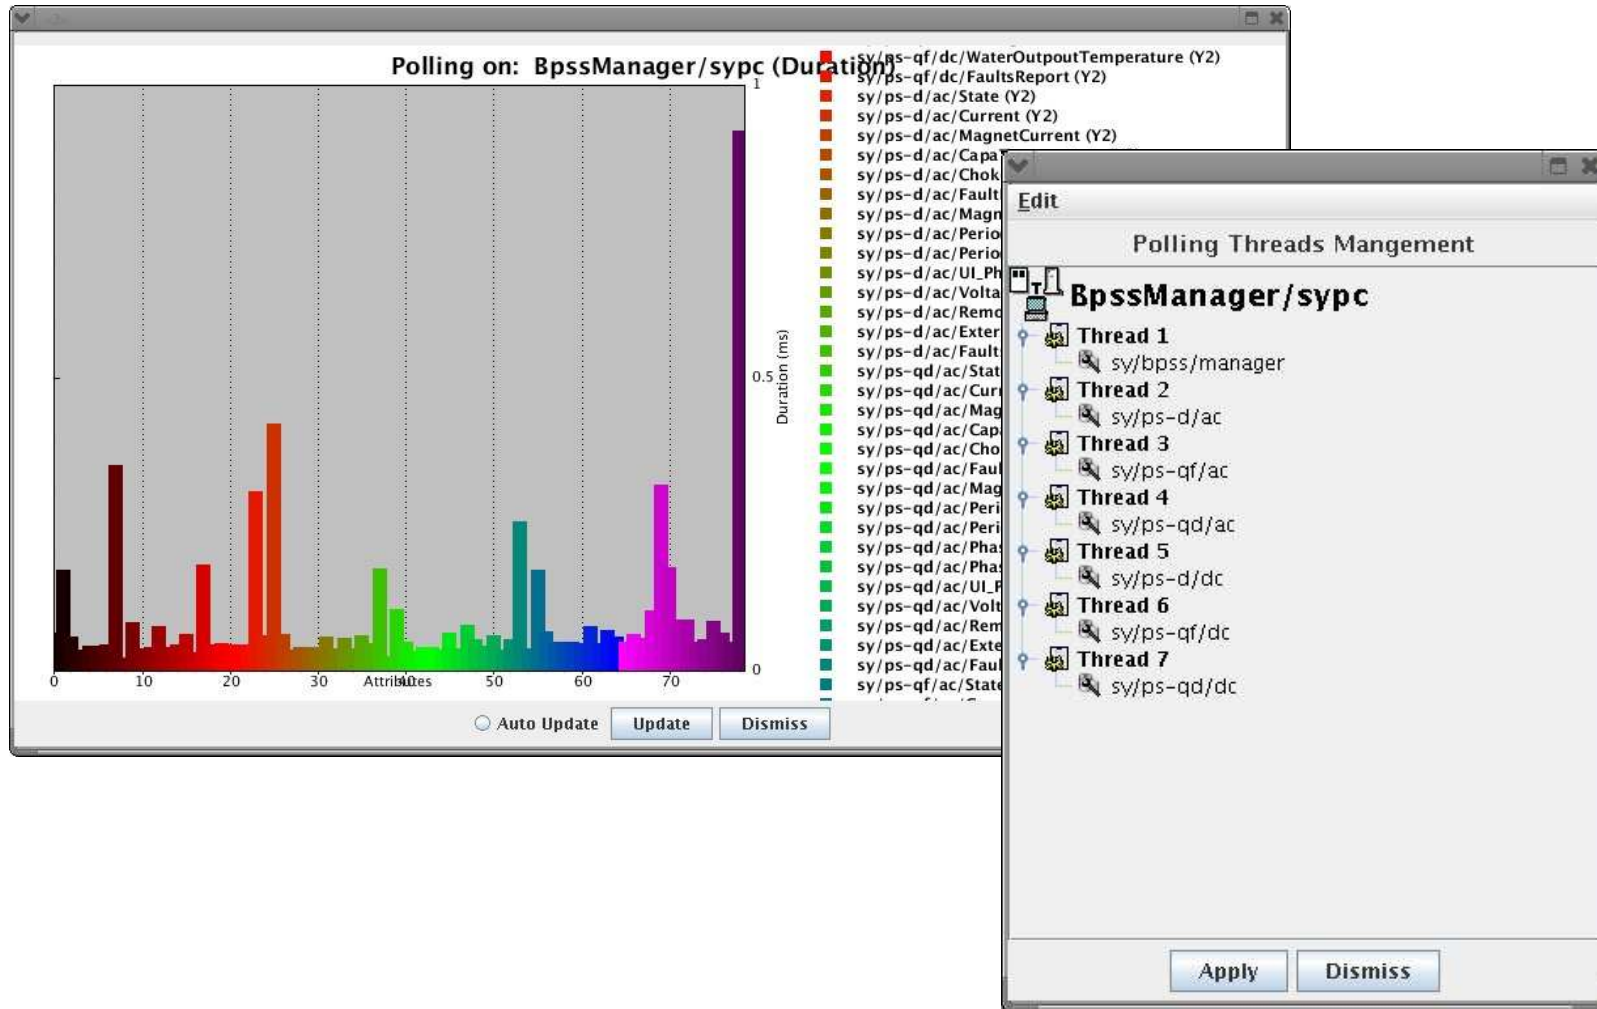 Polling on:  BpssManager/sypc (Duration)
1
0.5
0
Duration (ms)
0
10
20
30
40
50
60
70
Attributes
sy/ps-qf/dc/WaterOutpoutTemperature (Y2)
sy/ps-qf/dc/FaultsReport (Y2)
sy/ps-d/ac/State (Y2)
sy/ps-d/ac/Current (Y2)
sy/ps-d/ac/MagnetCurrent (Y2)
sy/ps-d/ac/Capa
sy/ps-d/ac/Chok
sy/ps-d/ac/Fault
sy/ps-d/ac/Magn
sy/ps-d/ac/Perio
sy/ps-d/ac/Perio
sy/ps-d/ac/UI_Ph
sy/ps-d/ac/Volta
sy/ps-d/ac/Remo
sy/ps-d/ac/Exter
sy/ps-d/ac/Fault
sy/ps-qd/ac/Stat
sy/ps-qd/ac/Curr
sy/ps-qd/ac/Mag
sy/ps-qd/ac/Capa
sy/ps-qd/ac/Cho
sy/ps-qd/ac/Faul
sy/ps-qd/ac/Mag
sy/ps-qd/ac/Peri
sy/ps-qd/ac/Peri
sy/ps-qd/ac/Phas
sy/ps-qd/ac/Phas
sy/ps-qd/ac/UI_P
sy/ps-qd/ac/Volt
sy/ps-qd/ac/Rem
sy/ps-qd/ac/Exte
sy/ps-qd/ac/Faul
sy/ps-qf/ac/State
Auto Update
Update
Dismiss
Edit
Polling Threads Mangement
T
BpssManager/sypc
Thread 1
sy/bpss/manager
Thread 2
sy/ps-d/ac
Thread 3
sy/ps-qf/ac
Thread 4
sy/ps-qd/ac
Thread 5
sy/ps-d/dc
Thread 6
sy/ps-qf/dc
Thread 7
sy/ps-qd/dc
Apply
Dismiss